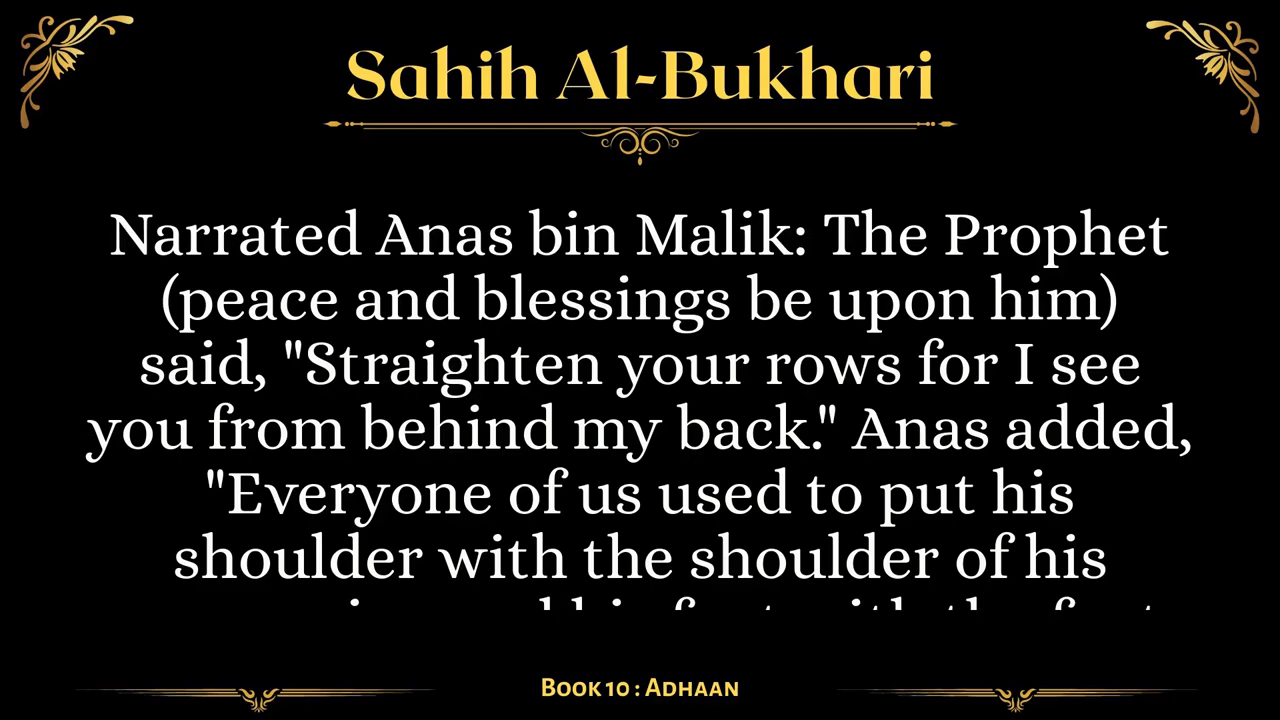 Sahih Al-Bukhari
Narrated Anas bin Malik: The Prophet
(peace and blessings be upon him)
said, "Straighten your rows for I see
you from behind my back." Anas added,
"Everyone of us used to put his
shoulder with the shoulder of his
Book 10 : Adhaan